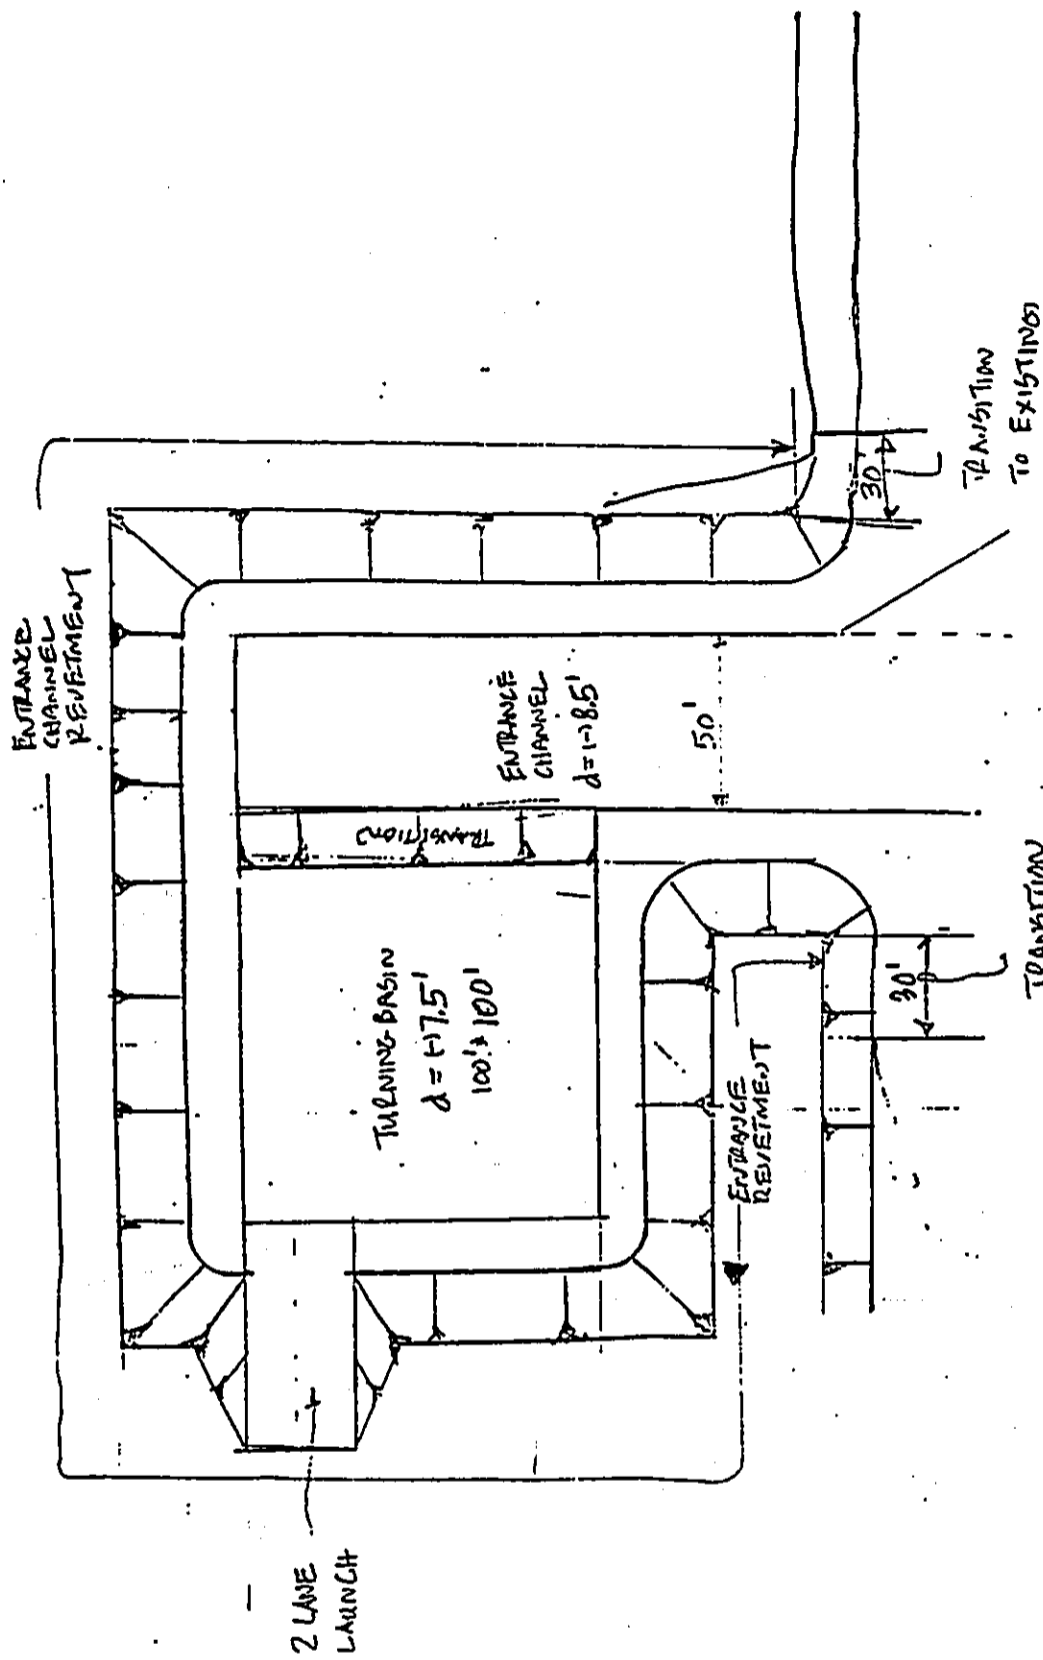 ENTRANCE
CHANNEL
REVETMENT
ENTRANCE
CHANNEL
d=(-)8.5'
50'
TRANSITION
TURNING BASIN
d=(-)7.5'
100'x100'
ENTRANCE
REVETMENT
30
TRANSITION
TO EXISTING
30'
TRANSITION
2 LANE
LAUNCH